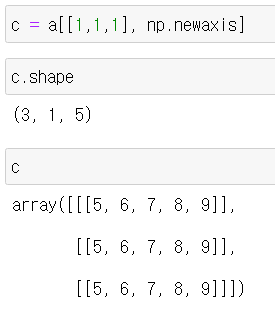 c = a[[1,1,1], np.newaxis]
c.shape
(3, 1, 5)
c
array([[[5, 6, 7, 8, 9]],
[[5, 6, 7, 8, 9]],
[[5, 6, 7, 8, 9]]])